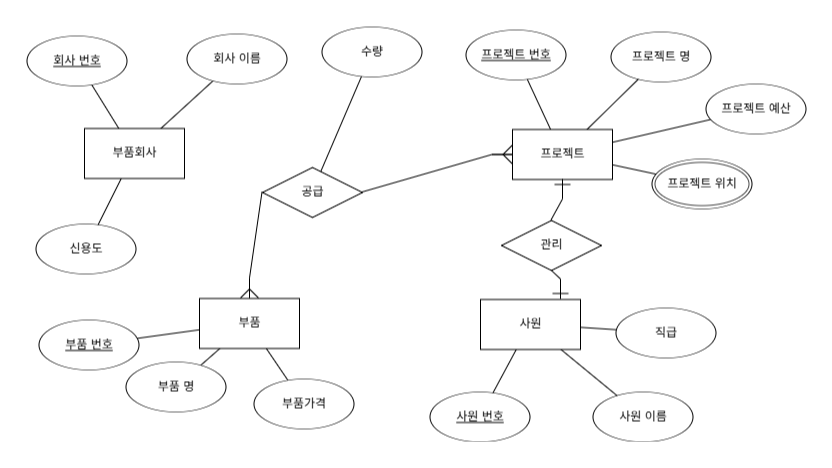 회사 번호
회사 이름
수량
프로젝트 번호
프로젝트 명
프로젝트 예산
부품회사
프로젝트
공급
프로젝트 위치
신용도
관리
부품
사원
직급
부품 번호
부품 명
부품가격
사원 번호
사원 이름